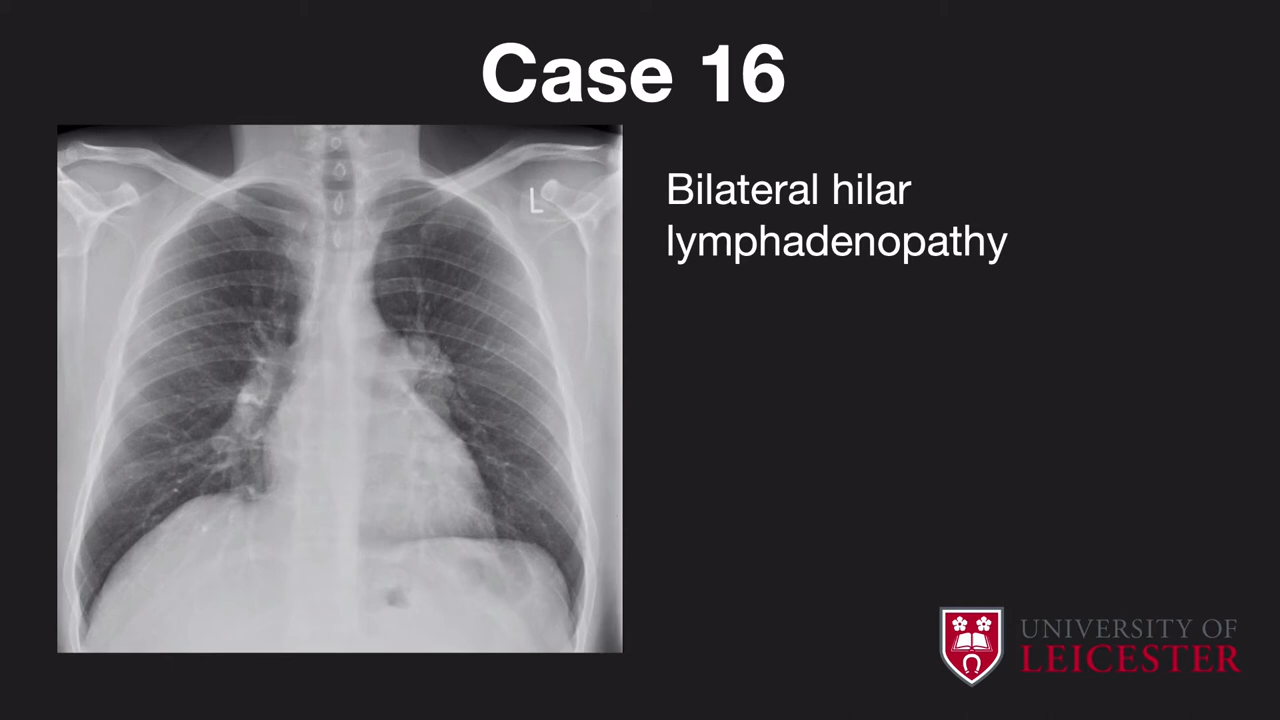 Case 16
L
Bilateral hilar
lymphadenopathy
UNIVERSITY OF
LEICESTER